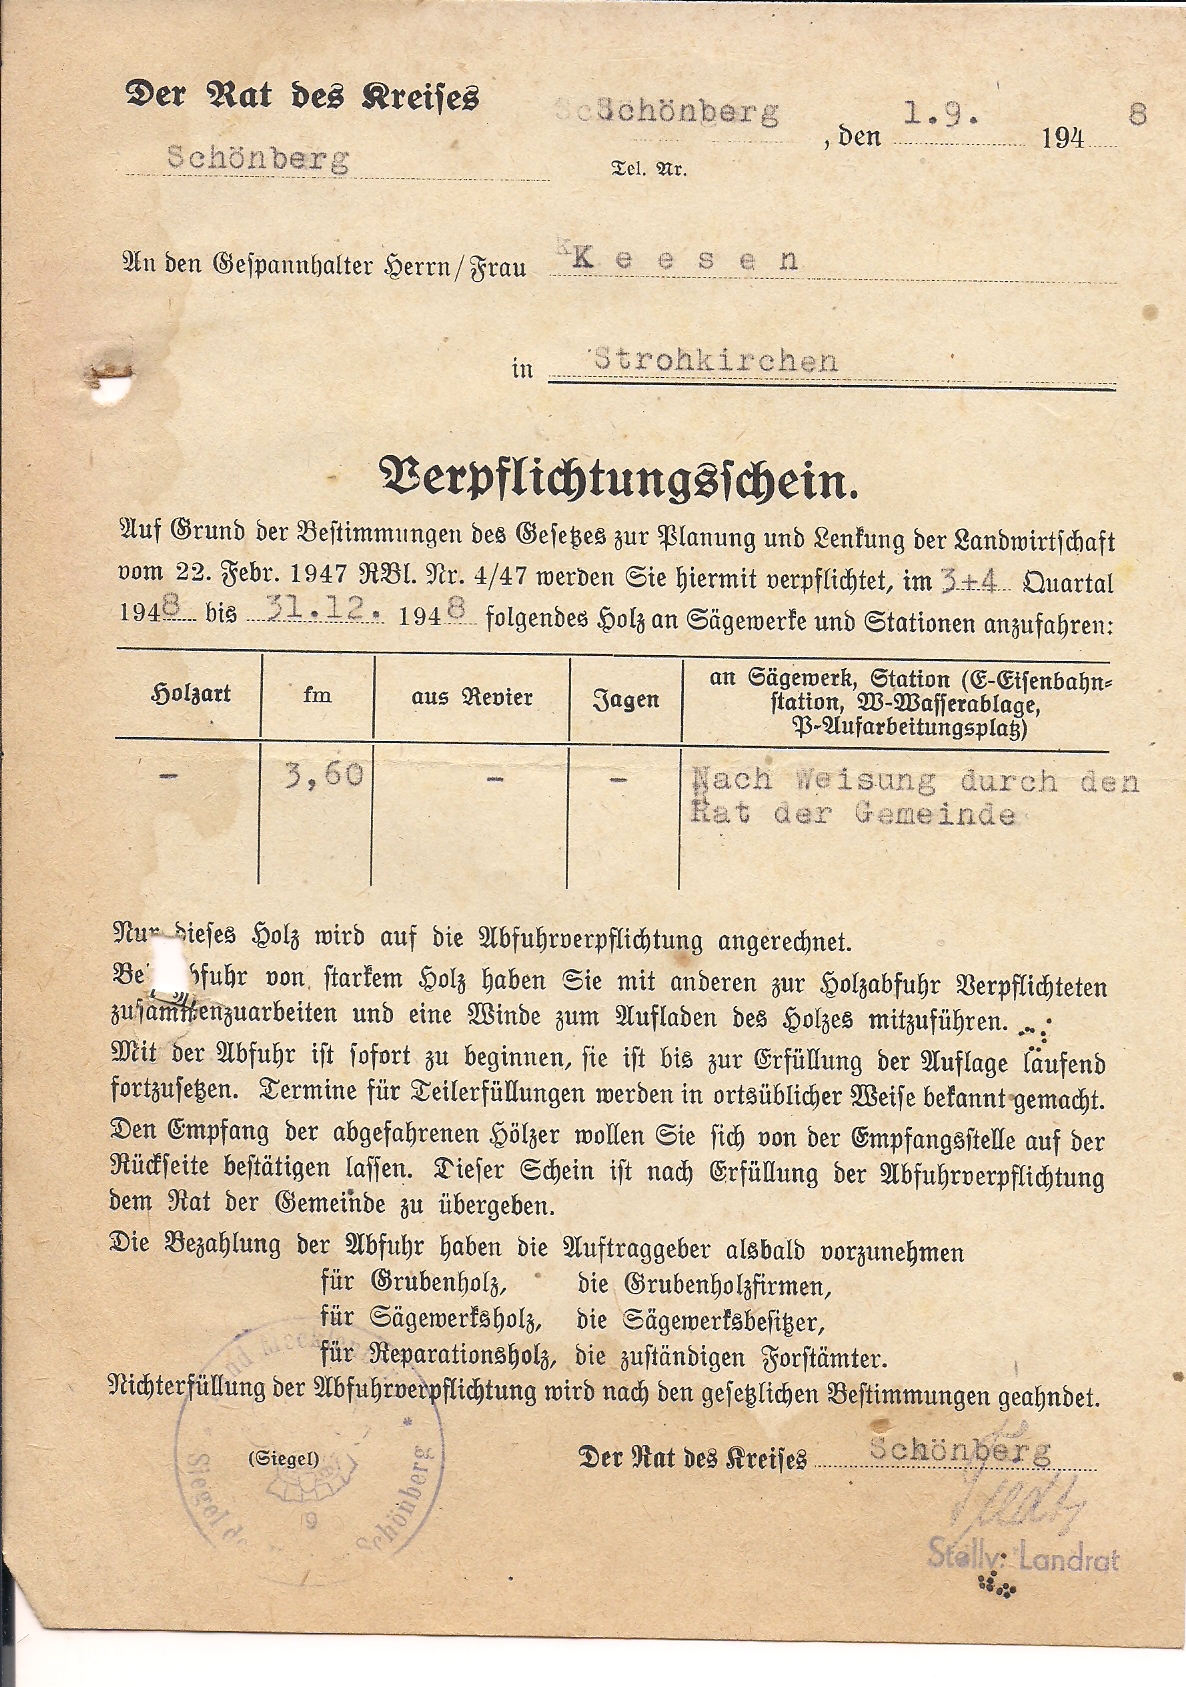 Der Rat des Kreises
Schönberg, den 1.9. 1948
Schönberg
Tel. Nr.
An den Gespannhalter Herrn/Frau Keesen
in Strohkirchen
Verpflichtungsschein.
Auf Grund der Bestimmungen des Gesetzes zur Planung und Lenkung der Landwirtschaft
vom 22. Febr. 1947 RBl. Nr. 4/47 werden Sie hiermit verpflichtet, im 3+4 Quartal
1948 bis 31.12. 1948 folgendes Holz an Sägewerke und Stationen anzufahren:
Holzart fm aus Revier Jagen an Sägewerk, Station (E-Eisenbahn-
station, W-Wasserablage,
P-Aufarbeitungsplatz)
- 3,60 - - Nach Weisung durch den
Rat der Gemeinde
Nur dieses Holz wird auf die Abfuhrverpflichtung angerechnet.
Bei Abfuhr von starkem Holz haben Sie mit anderen zur Holzabfuhr Verpflichteten
zusammenzuarbeiten und eine Winde zum Aufladen des Holzes mitzuführen.
Mit der Abfuhr ist sofort zu beginnen, sie ist bis zur Erfüllung der Auflage laufend
fortzusetzen. Termine für Teilerfüllungen werden in ortsüblicher Weise bekannt gemacht.
Den Empfang der abgefahrenen Hölzer wollen Sie sich von der Empfangsstelle auf der
Rückseite bestätigen lassen. Dieser Schein ist nach Erfüllung der Abfuhrverpflichtung
dem Rat der Gemeinde zu übergeben.
Die Bezahlung der Abfuhr haben die Auftraggeber alsbald vorzunehmen
für Grubenholz, die Grubenholzfirmen,
für Sägewerksholz, die Sägewerksbesitzer,
für Reparationsholz, die zuständigen Forstämter.
Nichterfüllung der Abfuhrverpflichtung wird nach den gesetzlichen Bestimmungen geahndet.
(Siegel) Der Rat des Kreises Schönberg
Siegel
Schönberg
9
Stellv. Landrat